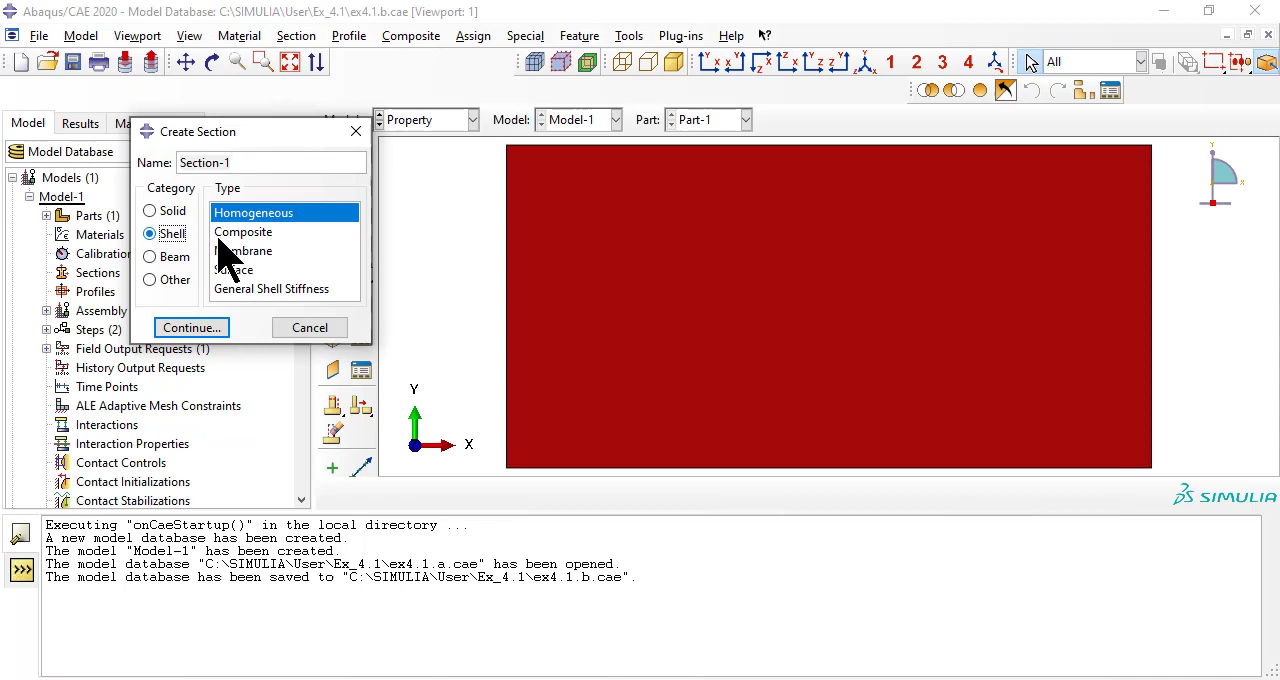 Abaqus/CAE 2020 - Model Database: C:\SIMULIA\User\Ex_4.1\ex4.1.b.cae [Viewport: 1]
File Model Viewport View Material Section Profile Composite Assign Special Feature Tools Plug-ins Help
1 2 3 4 All
Model Results
Property Model: Model-1 Part: Part-1
Model Database
Models (1)
Model-1
Parts (1)
Materials
Sections
Profiles
Assembly
Steps (2)
Field Output Requests (1)
History Output Requests
Time Points
ALE Adaptive Mesh Constraints
Interactions
Interaction Properties
Contact Controls
Contact Initializations
Contact Stabilizations
Create Section
Name: Section-1
Category Type
Solid
Shell
Beam
Other
Homogeneous
Composite
General Shell Stiffness
Continue... Cancel
Y
X
Y
X
SIMULIA
Executing "onCaeStartup()" in the local directory ...
A new model database has been created.
The model "Model-1" has been created.
The model database "C:\SIMULIA\User\Ex_4.1\ex4.1.a.cae" has been opened.
The model database has been saved to "C:\SIMULIA\User\Ex_4.1\ex4.1.b.cae".